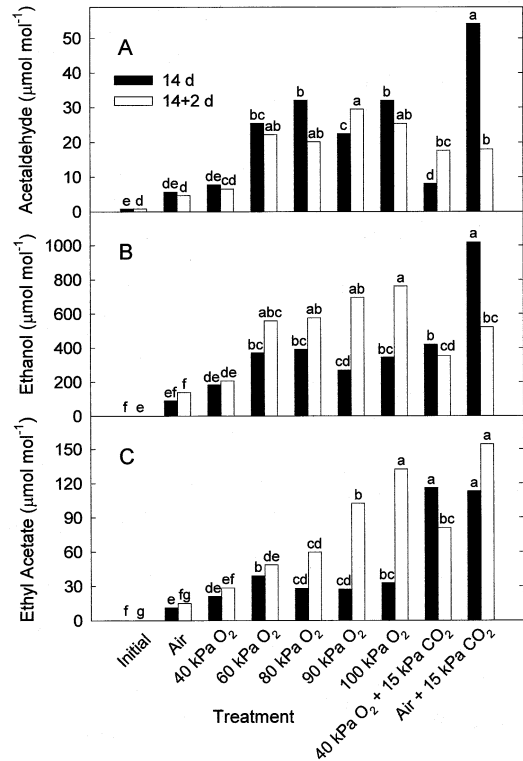 A
14 d
14+2 d
Acetaldehyde (μmol mol⁻¹)
50
40
30
20
10
0
e d
de d
de cd
bc ab
b ab
c a
b ab
d bc
a b
B
Ethanol (μmol mol⁻¹)
1000
800
600
400
200
0
f e
ef f
de de
bc abc
bc ab
cd ab
bc a
b cd
a bc
C
Ethyl Acetate (μmol mol⁻¹)
150
120
90
60
30
0
f g
e fg
de ef
b de
cd cd
cd b
bc a
a bc
a a
Initial
Air
40 kPa O₂
60 kPa O₂
80 kPa O₂
90 kPa O₂
100 kPa O₂
40 kPa O₂ + 15 kPa CO₂
Air + 15 kPa CO₂
Treatment